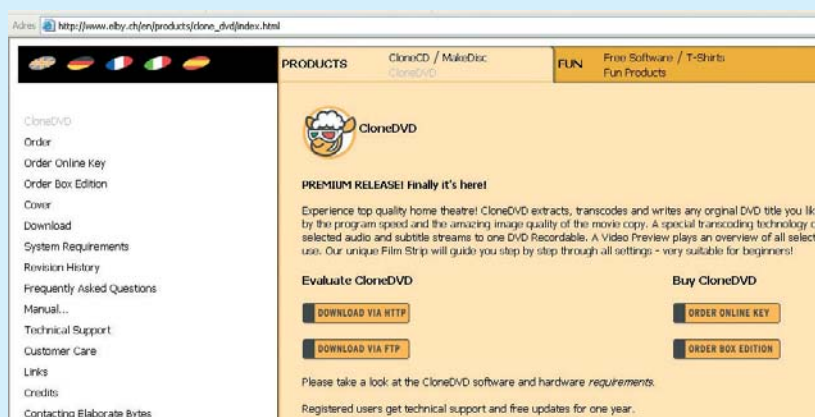 Adres http://www.elby.ch/en/products/clone_dvd/index.html
PRODUCTS
CloneCD / MakeDisc
CloneDVD
FUN
Free Software / T-Shirts
Fun Products
CloneDVD
Order
Order Online Key
Order Box Edition
Cover
Download
System Requirements
Revision History
Frequently Asked Questions
Manual...
Technical Support
Customer Care
Links
Credits
Contacting Elaborate Bytes
CloneDVD
PREMIUM RELEASE! Finally it's here!
Experience top quality home theatre! CloneDVD extracts, transcodes and writes any orginal DVD title you lik
by the program speed and the amazing image quality of the movie copy. A special transcoding technology
selected audio and subtitle streams to one DVD Recordable. A Video Preview plays an overview of all select
use. Our unique Film Strip will guide you step by step through all settings - very suitable for beginners!
Evaluate CloneDVD
Buy CloneDVD
DOWNLOAD VIA HTTP
ORDER ONLINE KEY
DOWNLOAD VIA FTP
ORDER BOX EDITION
Please take a look at the CloneDVD software and hardware requirements.
Registered users get technical support and free updates for one year.